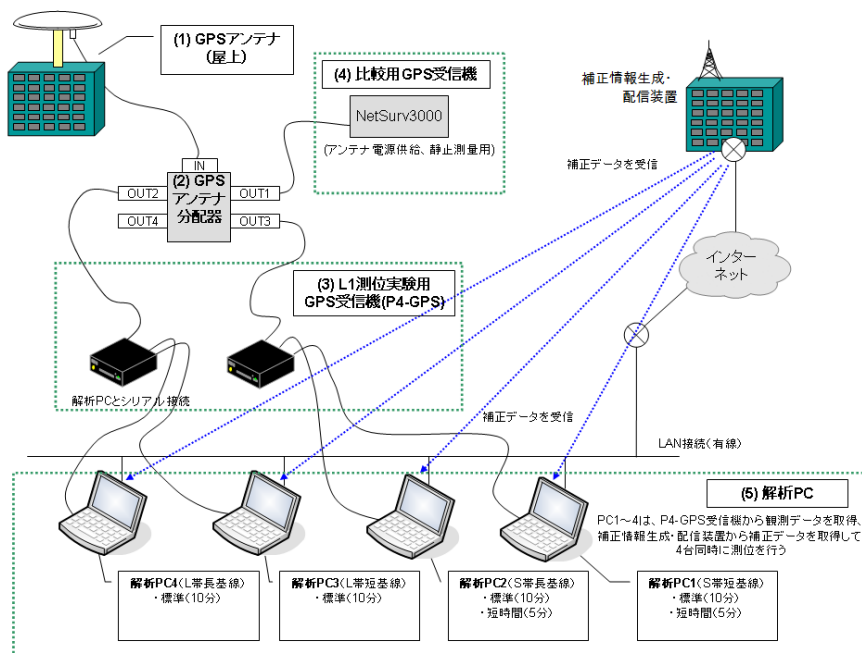 (1) GPSアンテナ
(屋上)
(4) 比較用GPS受信機
NetSurv3000
(アンテナ電源供給、静止測量用)
補正情報生成・
配信装置
補正データを受信
IN
OUT2
(2) GPS
アンテナ
分配器
OUT1
OUT4
OUT3
インター
ネット
(3) L1測位実験用
GPS受信機(P4-GPS)
解析PCとシリアル接続
補正データを受信
LAN接続(有線)
(5) 解析PC
PC1～4は、P4-GPS受信機から観測データを取得、
補正情報生成・配信装置から補正データを取得して
4台同時に測位を行う
解析PC4(L帯長基線)
・標準(10分)
解析PC3(L帯短基線)
・標準(10分)
解析PC2(S帯長基線)
・標準(10分)
・短時間(5分)
解析PC1(S帯短基線)
・標準(10分)
・短時間(5分)